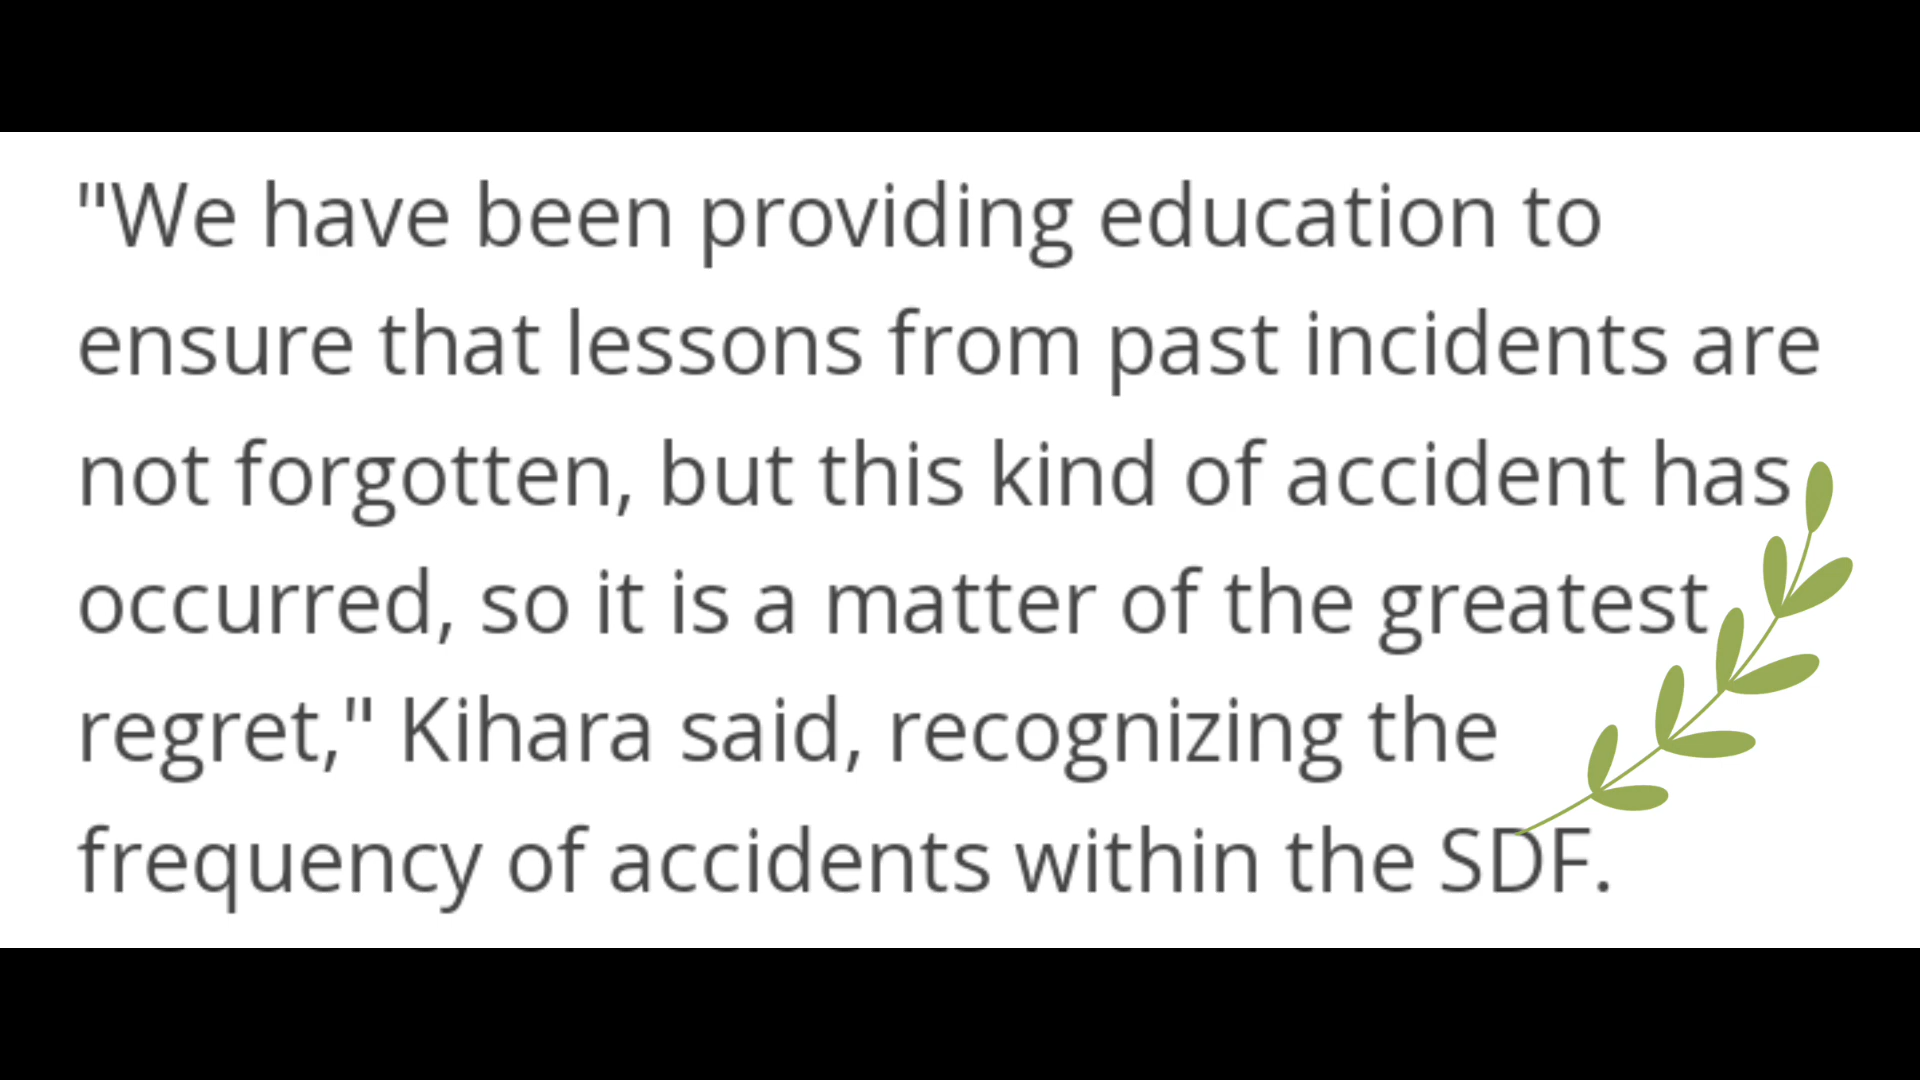 "We have been providing education to
ensure that lessons from past incidents are
not forgotten, but this kind of accident has
occurred, so it is a matter of the greatest
regret," Kihara said, recognizing the
frequency of accidents within the SDF.